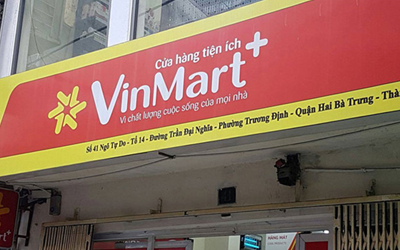 Cửa hàng tiện ích
VinMart+
Vì chất lượng cuộc sống của mọi nhà
Số 41 Ngõ Tự Do - Tổ 14 - Đường Trần Đại Nghĩa - Phường Trương Định - Quận Hai Bà Trưng - Thà